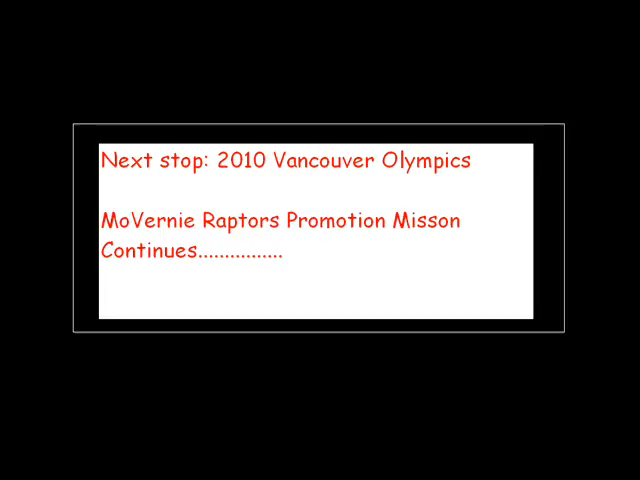 Next stop: 2010 Vancouver Olympics
MoVernie Raptors Promotion Misson
Continues................